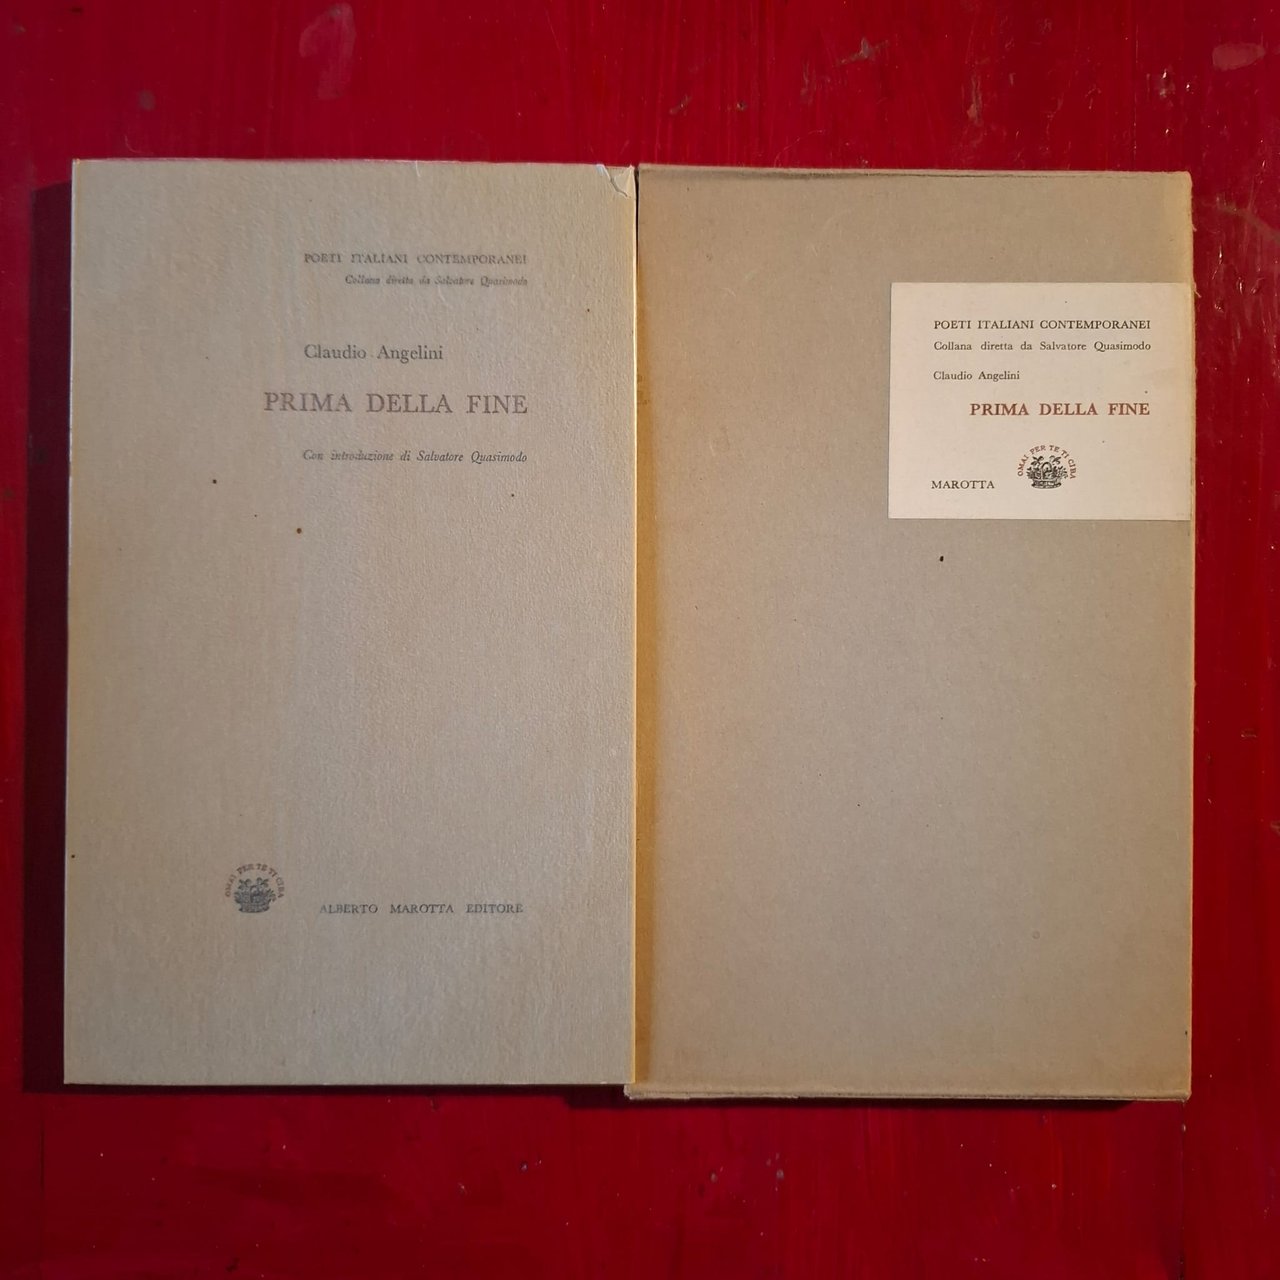 POETI ITALIANI CONTEMPORANEI
Collana diretta da Salvatore Quasimodo
Claudio Angelini
PRIMA DELLA FINE
Con introduzione di Salvatore Quasimodo
OMAI PER TE TI CIBA
ALBERTO MAROTTA EDITORE
POETI ITALIANI CONTEMPORANEI
Collana diretta da Salvatore Quasimodo
Claudio Angelini
PRIMA DELLA FINE
OMAI PER TE TI CIBA
MAROTTA